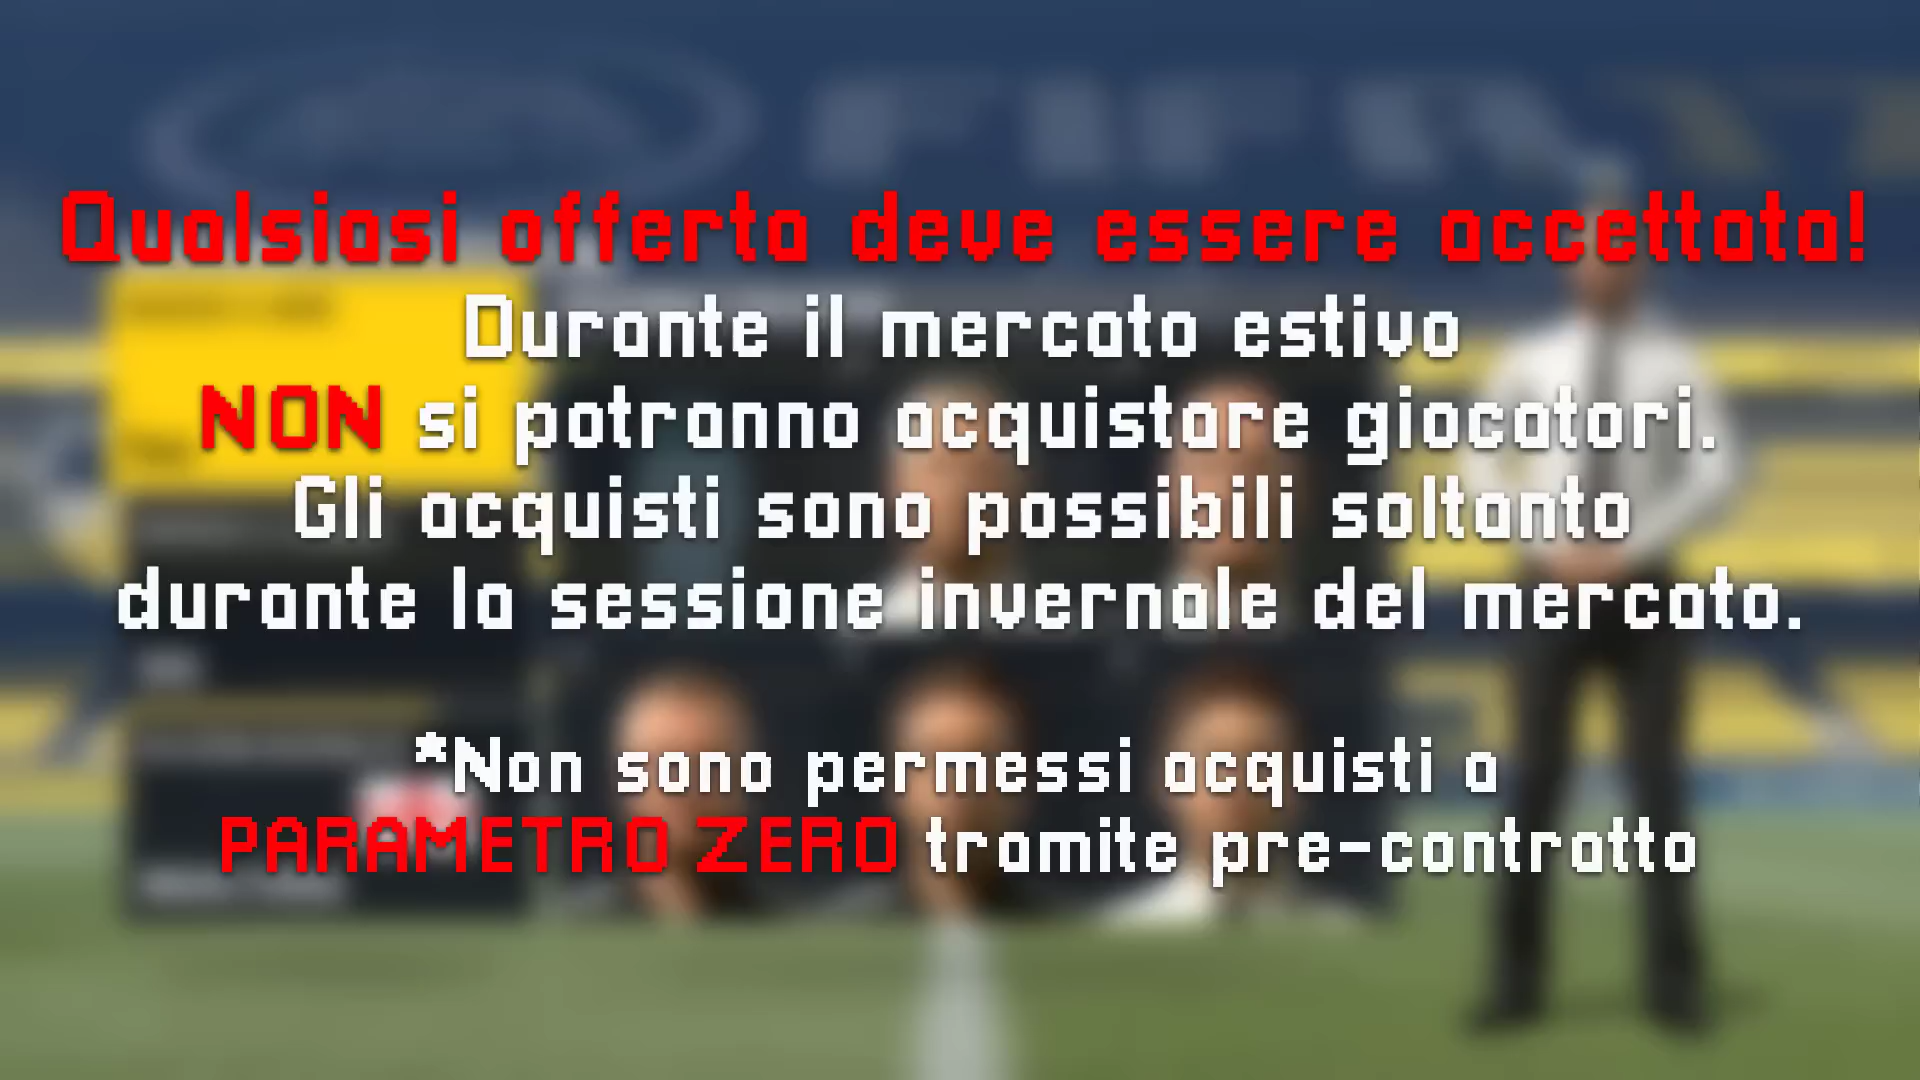 Qualsiasi offerta deve essere accettata!
Durante il mercato estivo
NON si potranno acquistare giocatori.
Gli acquisti sono possibili soltanto
durante la sessione invernale del mercato.
*Non sono permessi acquisti a
PARAMETRO ZERO tramite pre-contratto